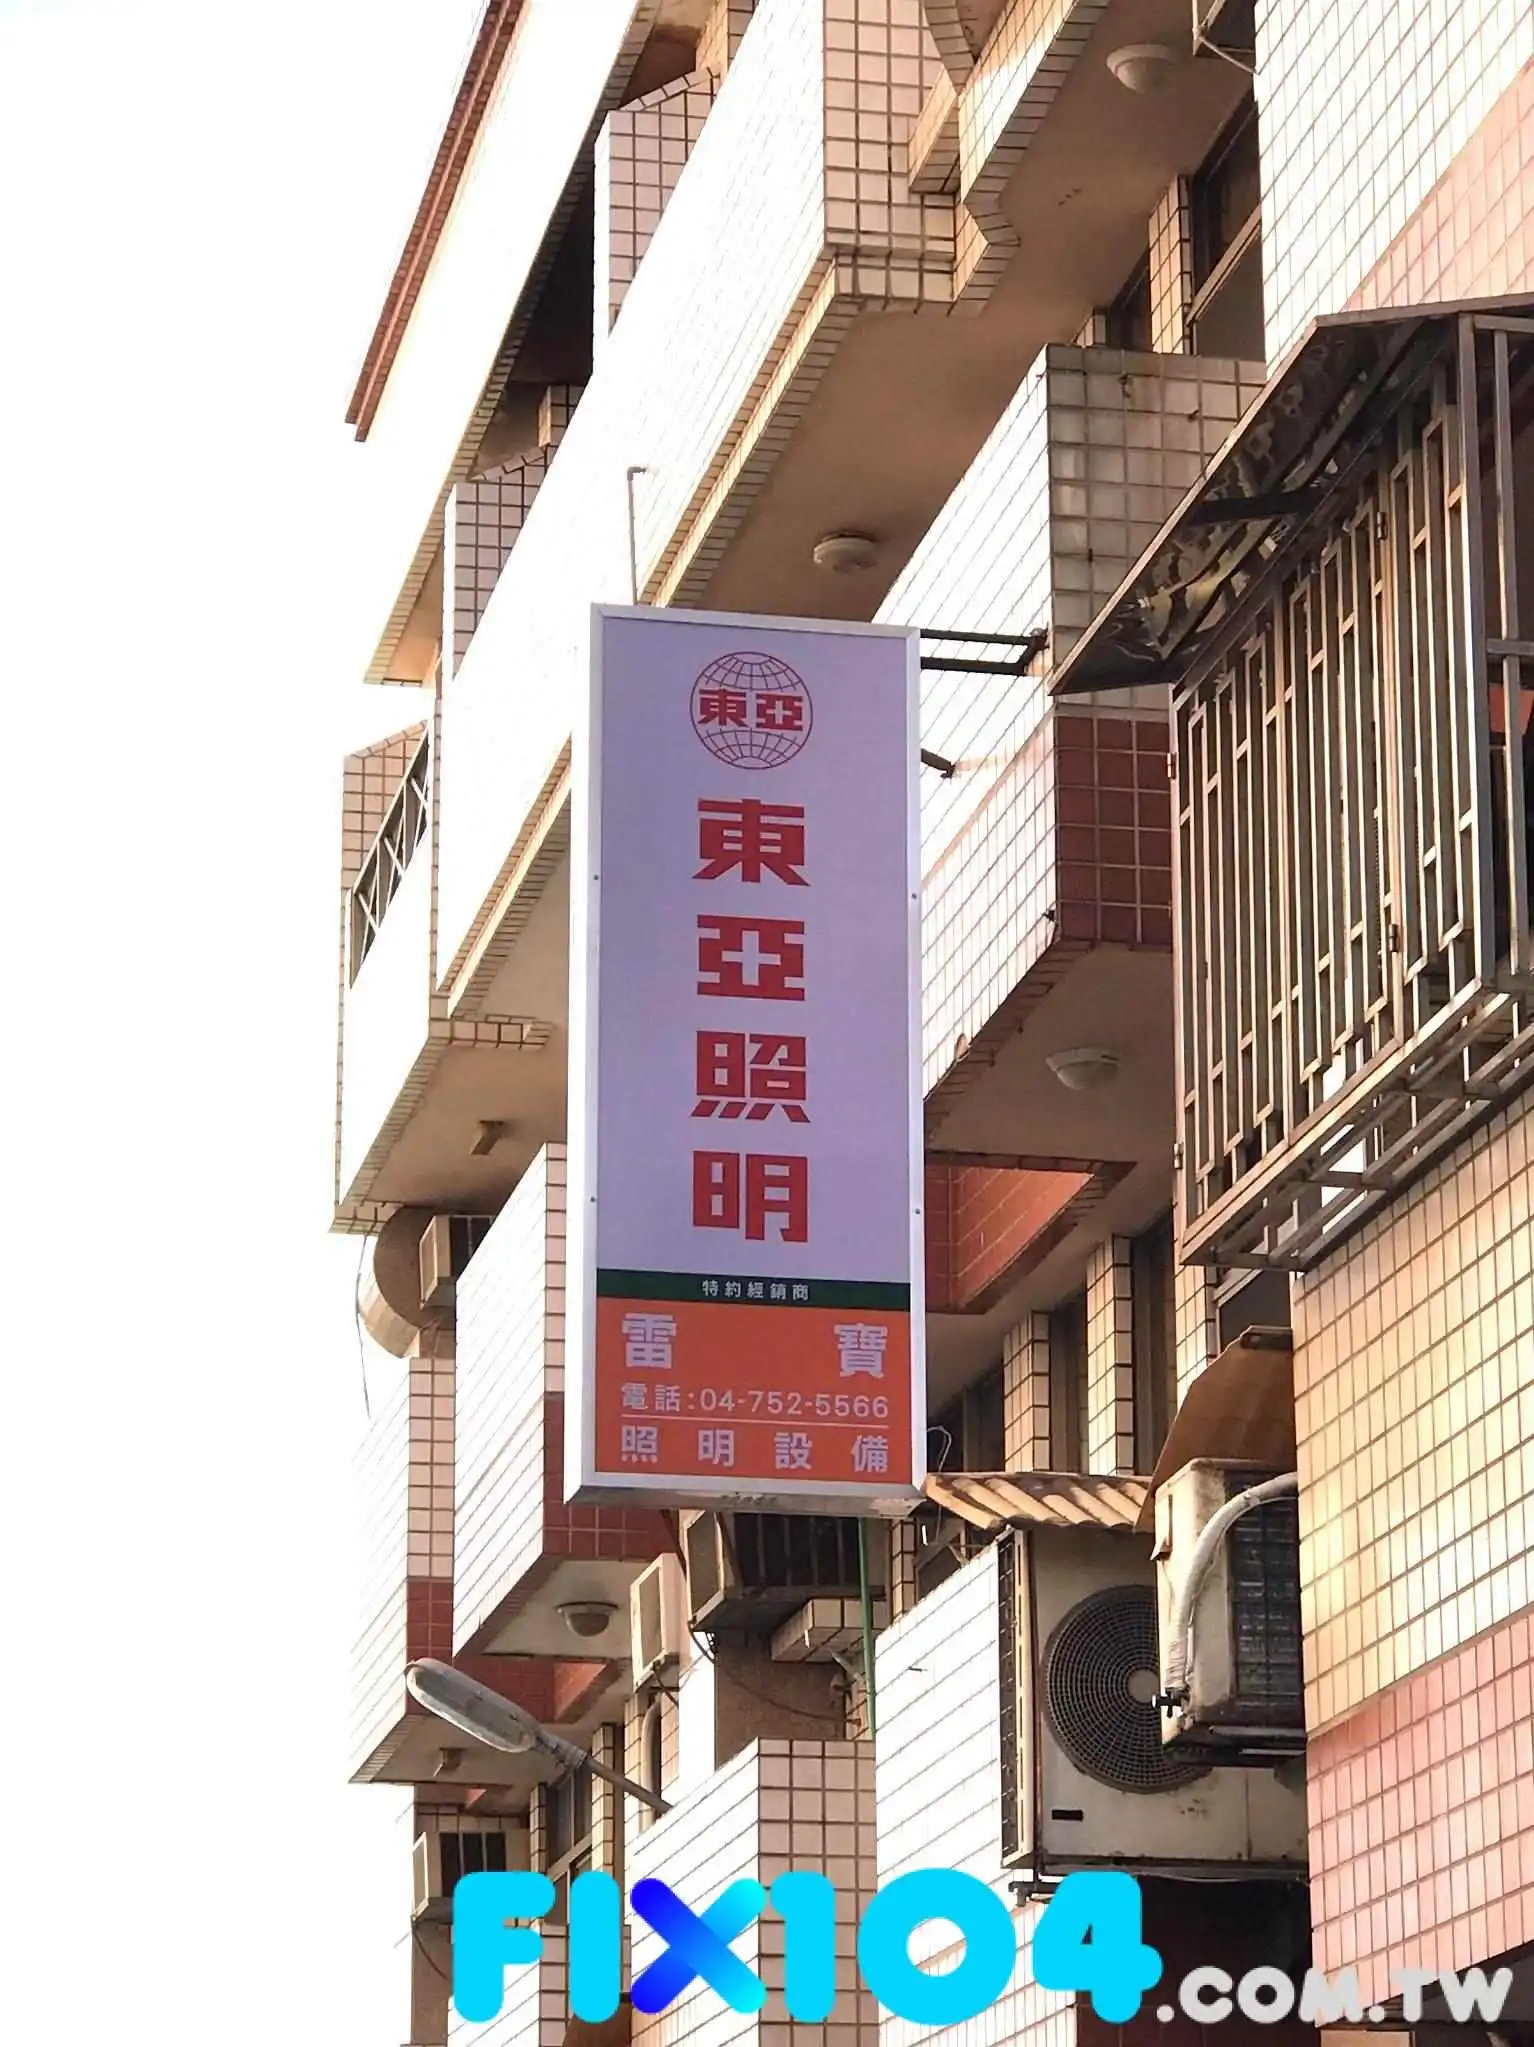 東亞
東亞照明
特約經銷商
雷寶
電話:04-752-5566
照明設備
FIX104.COM.TW